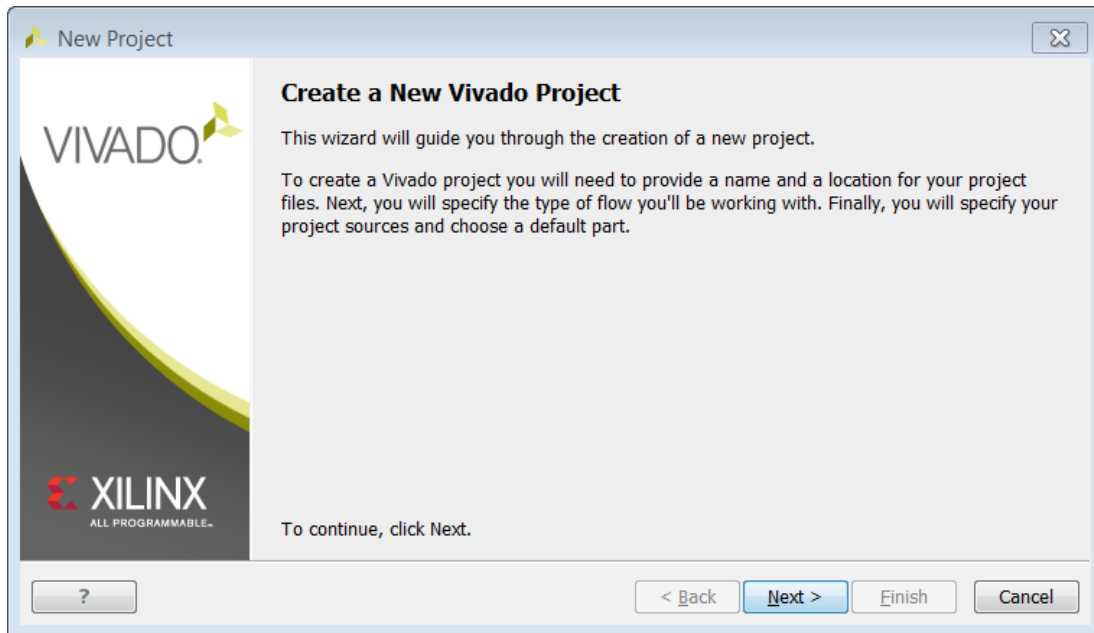 New Project
VIVADO.
Create a New Vivado Project
This wizard will guide you through the creation of a new project.
To create a Vivado project you will need to provide a name and a location for your project
files. Next, you will specify the type of flow you'll be working with. Finally, you will specify your
project sources and choose a default part.
XILINX
ALL PROGRAMMABLE™
To continue, click Next.
?
< Back
Next >
Finish
Cancel